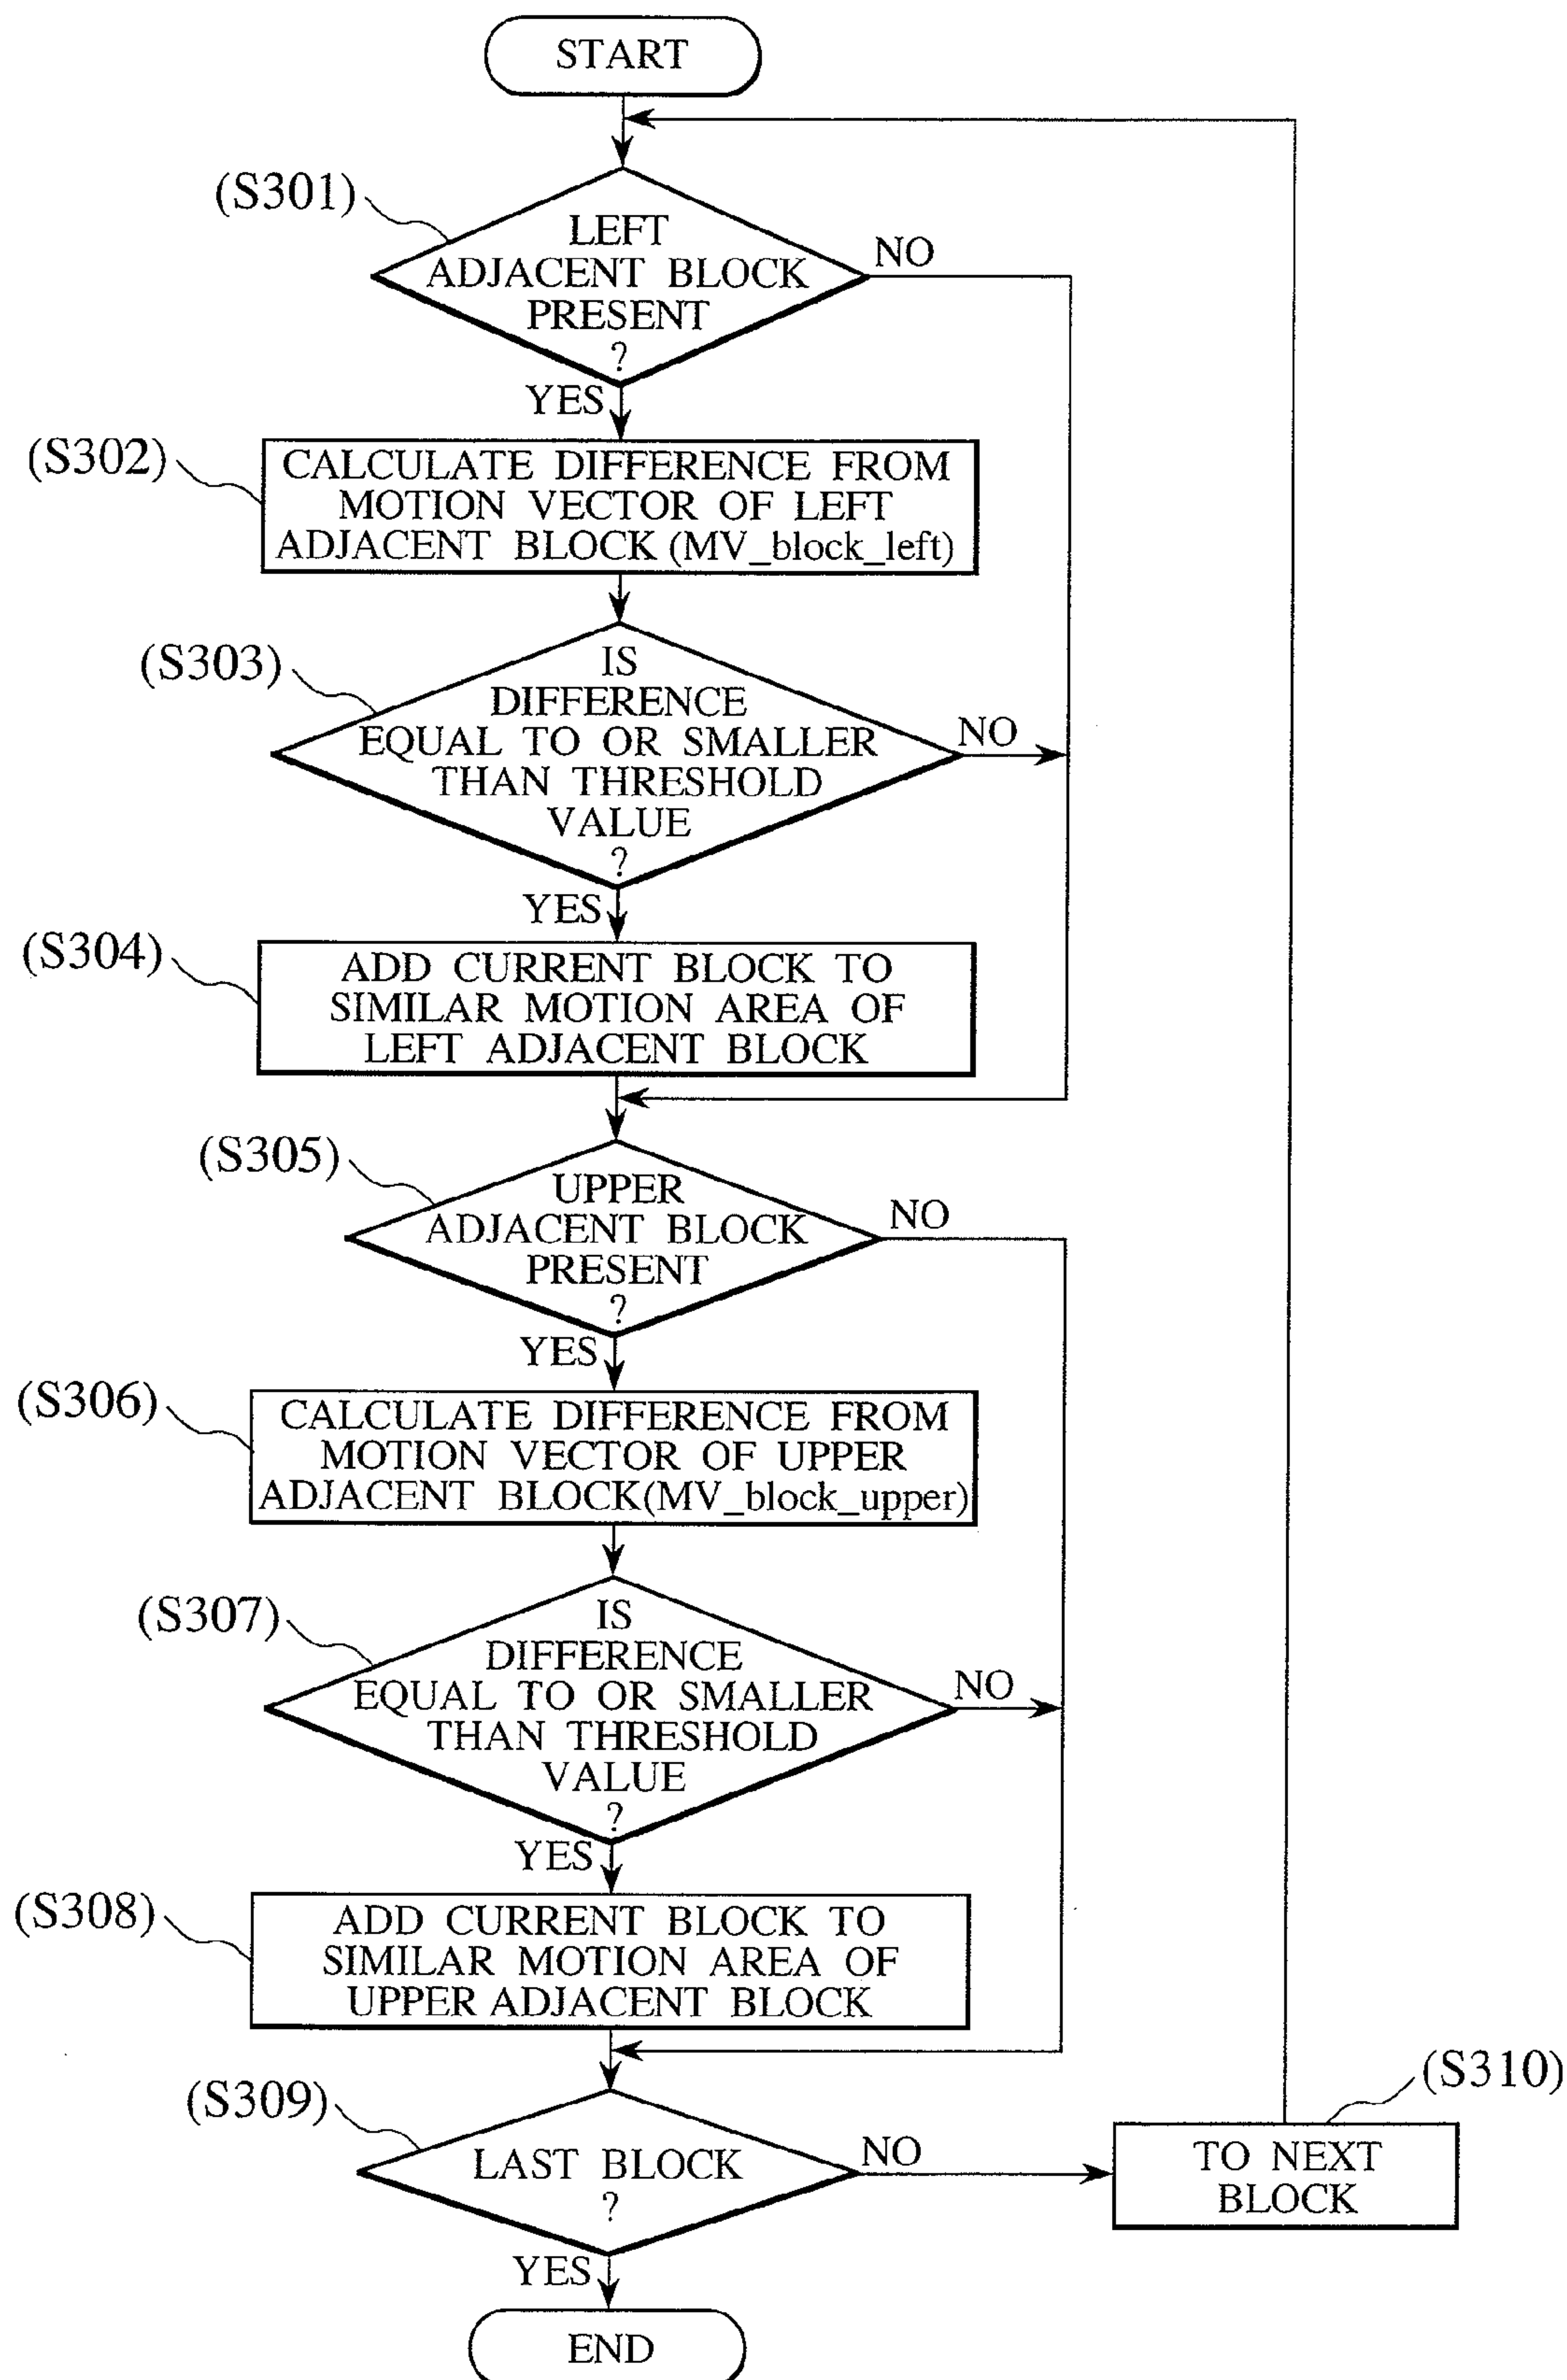 START
(S301)
LEFT
ADJACENT BLOCK
PRESENT
?
NO
YES
(S302)
CALCULATE DIFFERENCE FROM
MOTION VECTOR OF LEFT
ADJACENT BLOCK (MV_block_left)
(S303)
IS
DIFFERENCE
EQUAL TO OR SMALLER
THAN THRESHOLD
VALUE
?
NO
YES
(S304)
ADD CURRENT BLOCK TO
SIMILAR MOTION AREA OF
LEFT ADJACENT BLOCK
(S305)
UPPER
ADJACENT BLOCK
PRESENT
?
NO
YES
(S306)
CALCULATE DIFFERENCE FROM
MOTION VECTOR OF UPPER
ADJACENT BLOCK(MV_block_upper)
(S307)
IS
DIFFERENCE
EQUAL TO OR SMALLER
THAN THRESHOLD
VALUE
?
NO
YES
(S308)
ADD CURRENT BLOCK TO
SIMILAR MOTION AREA OF
UPPER ADJACENT BLOCK
(S309)
LAST BLOCK
?
NO
YES
(S310)
TO NEXT
BLOCK
END